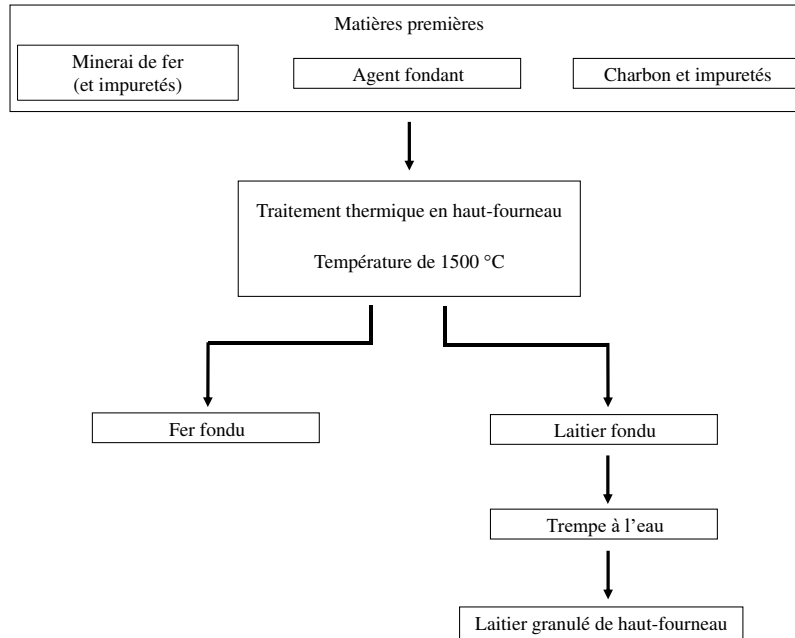 Matières premières
Minerai de fer
(et impuretés)
Agent fondant
Charbon et impuretés
Traitement thermique en haut-fourneau
Température de 1500 °C
Fer fondu
Laitier fondu
Trempe à l’eau
Laitier granulé de haut-fourneau